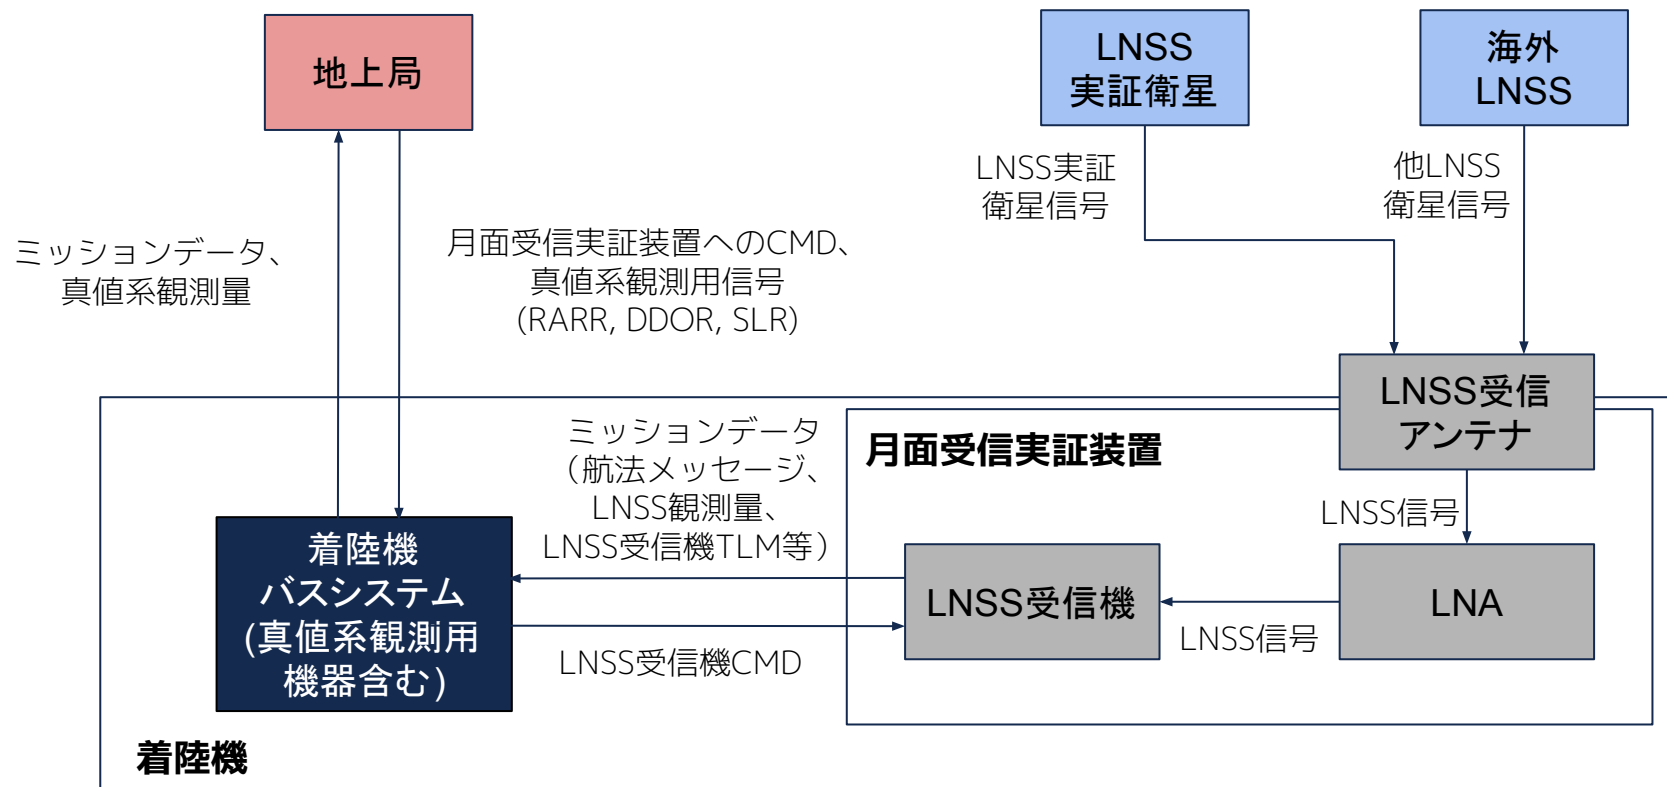 地上局
LNSS
実証衛星
海外
LNSS
LNSS実証
衛星信号
他LNSS
衛星信号
ミッションデータ、
真値系観測量
月面受信実証装置へのCMD、
真値系観測用信号
(RARR, DDOR, SLR)
LNSS受信
アンテナ
ミッションデータ
（航法メッセージ、
LNSS観測量、
LNSS受信機TLM等）
月面受信実証装置
LNSS信号
着陸機
バスシステム
(真値系観測用
機器含む)
LNSS受信機
LNA
LNSS信号
LNSS受信機CMD
着陸機